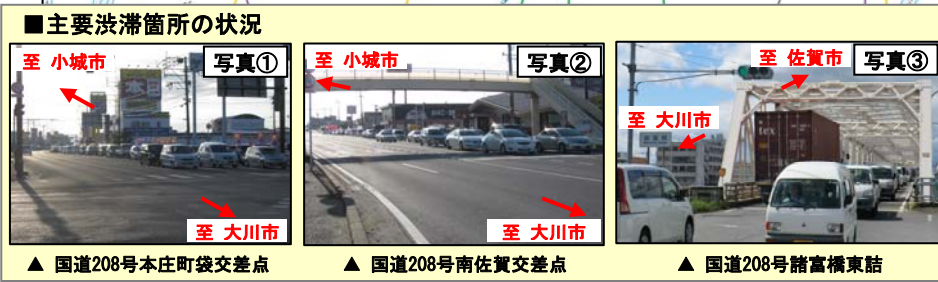 ■主要渋滞箇所の状況
至 小城市
写真①
至 大川市
至 小城市
写真②
至 大川市
至 佐賀市
写真③
至 大川市
tex
▲ 国道208号本庄町袋交差点
▲ 国道208号南佐賀交差点
▲ 国道208号諸富橋東詰